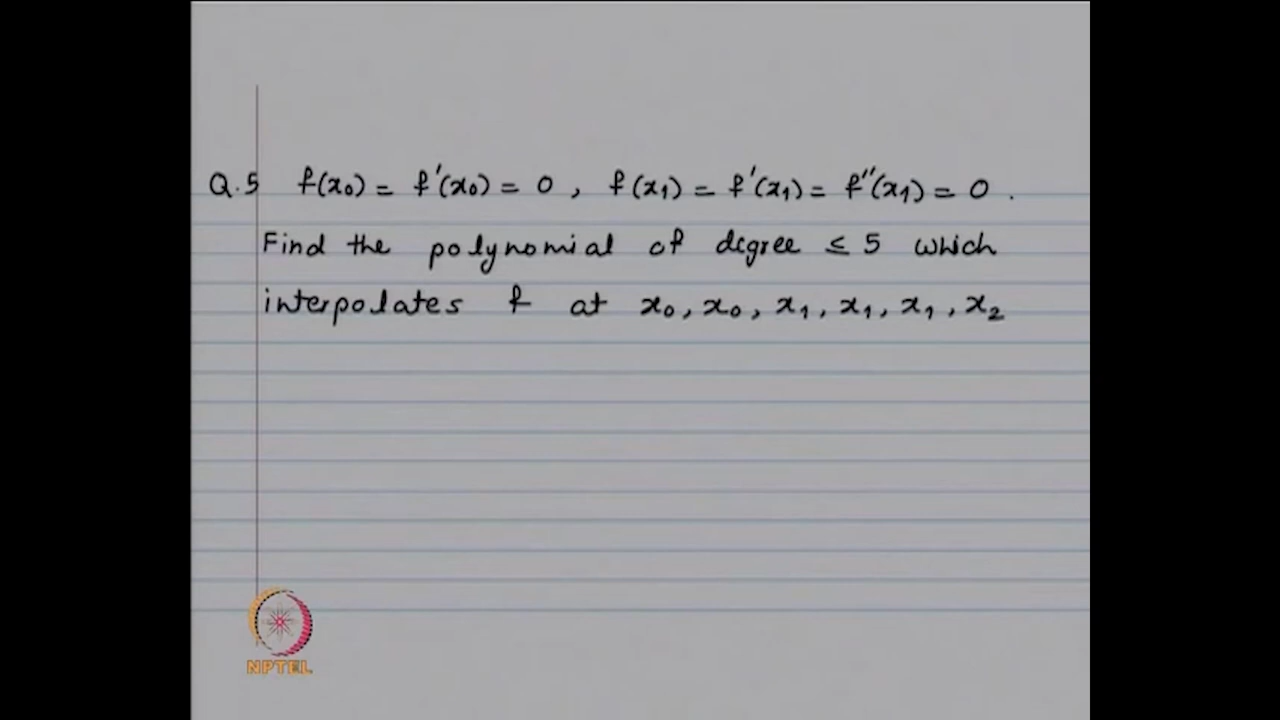 Q.5 f(x₀) = f'(x₀) = 0 , f(x₁) = f'(x₁) = f''(x₁) = 0 .
Find the polynomial of degree ≤ 5 which
interpolates f at x₀, x₀, x₁, x₁, x₁, x₂
NPTEL